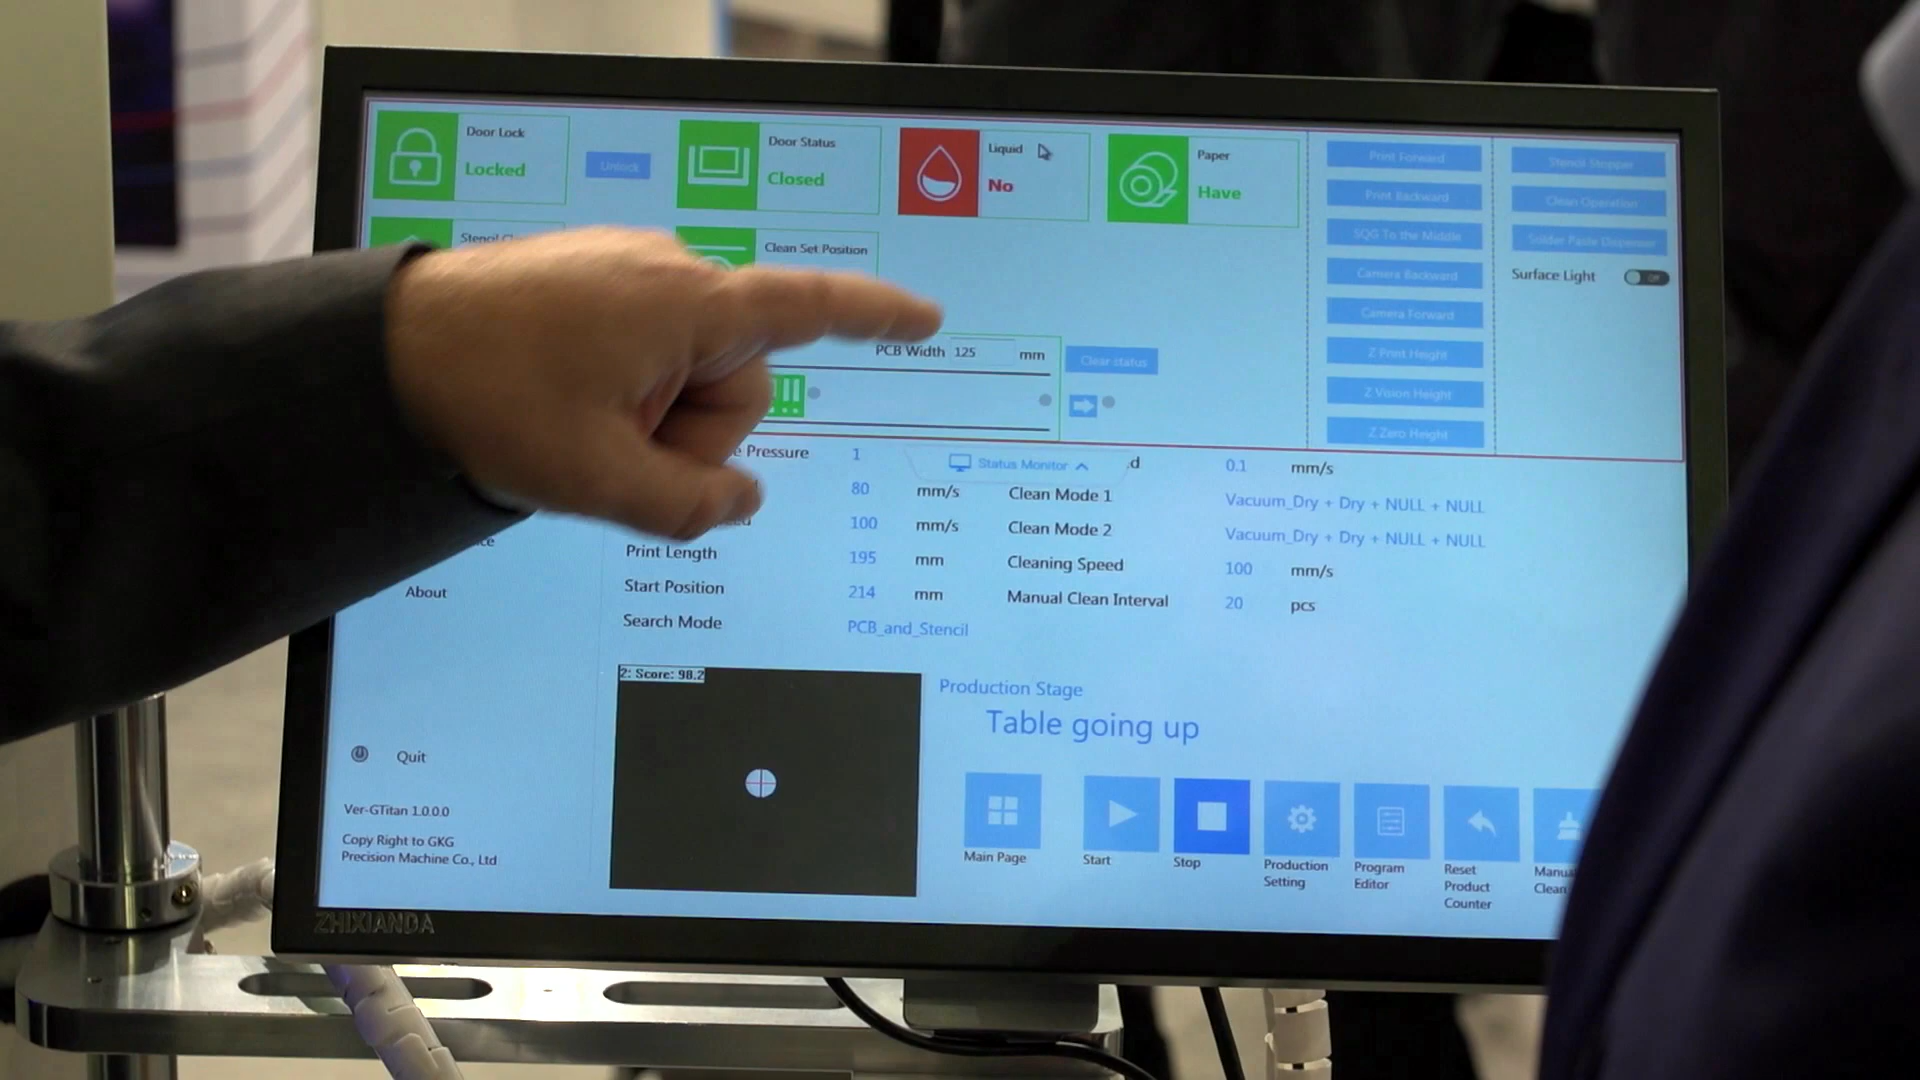 Door Lock
Locked
Unlock
Door Status
Closed
Liquid
No
Paper
Have
Clean Set Position
PCB Width 125 mm
Clear status
Print Forward
Print Backward
SQG To the Middle
Camera Backward
Camera Forward
Z Print Height
Z Vision Height
Z Zero Height
Stencil Stopper
Clean Operation
Solder Paste Dispenser
Surface Light Off
Status Monitor
Pressure 1
80 mm/s
100 mm/s
Print Length 195 mm
Start Position 214 mm
Search Mode PCB_and_Stencil
0.1 mm/s
Clean Mode 1 Vacuum_Dry + Dry + NULL + NULL
Clean Mode 2 Vacuum_Dry + Dry + NULL + NULL
Cleaning Speed 100 mm/s
Manual Clean Interval 20 pcs
About
Quit
Ver-GTitan 1.0.0.0
Copy Right to GKG
Precision Machine Co., Ltd
2: Score: 98.2
Production Stage
Table going up
Main Page
Start
Stop
Production
Setting
Program
Editor
Reset
Product
Counter
Manual
Clean
ZHIXIANDA